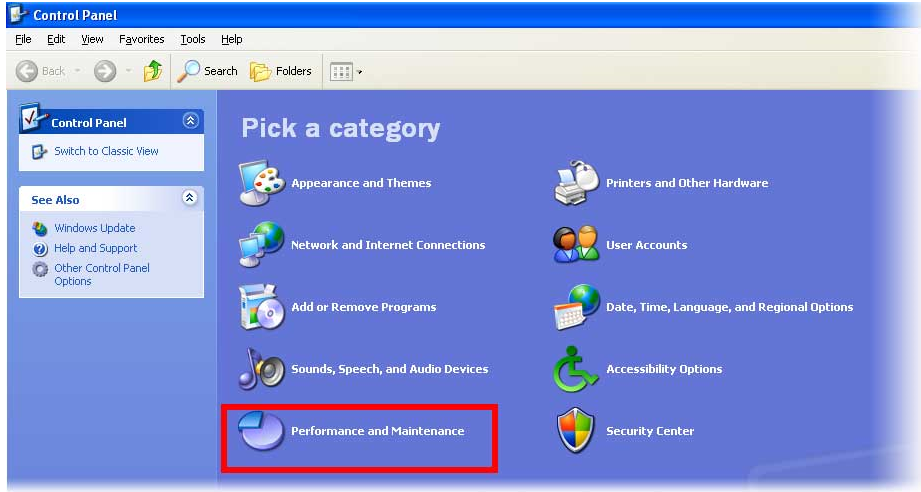 Control Panel
File Edit View Favorites Tools Help
Back Search Folders
Control Panel
Switch to Classic View
See Also
Windows Update
Help and Support
Other Control Panel
Options
Pick a category
Appearance and Themes
Printers and Other Hardware
Network and Internet Connections
User Accounts
Add or Remove Programs
Date, Time, Language, and Regional Options
Sounds, Speech, and Audio Devices
Accessibility Options
Performance and Maintenance
Security Center